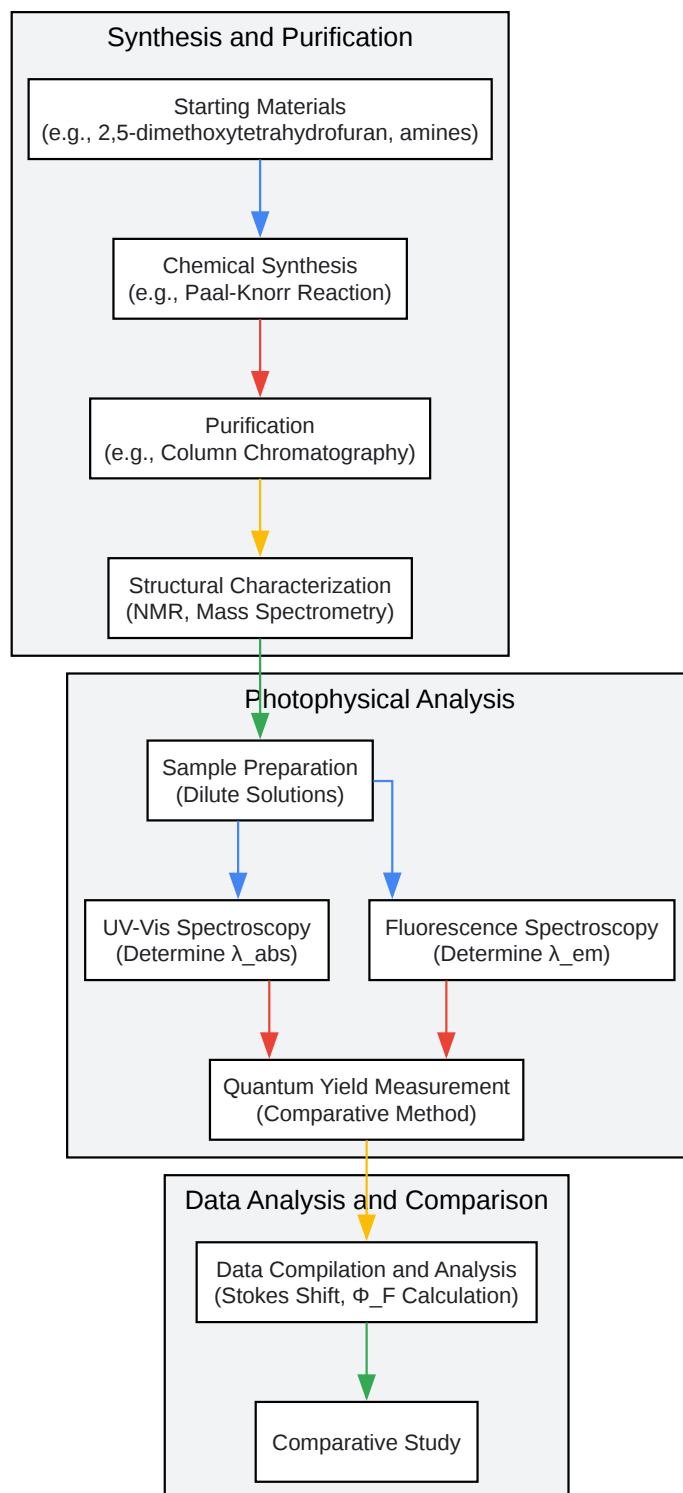 Synthesis and Purification
Starting Materials
(e.g., 2,5-dimethoxytetrahydrofuran, amines)
Chemical Synthesis
(e.g., Paal-Knorr Reaction)
Purification
(e.g., Column Chromatography)
Structural Characterization
(NMR, Mass Spectrometry)
Photophysical Analysis
Sample Preparation
(Dilute Solutions)
UV-Vis Spectroscopy
(Determine λ_abs)
Fluorescence Spectroscopy
(Determine λ_em)
Quantum Yield Measurement
(Comparative Method)
Data Analysis and Comparison
Data Compilation and Analysis
(Stokes Shift, Φ_F Calculation)
Comparative Study